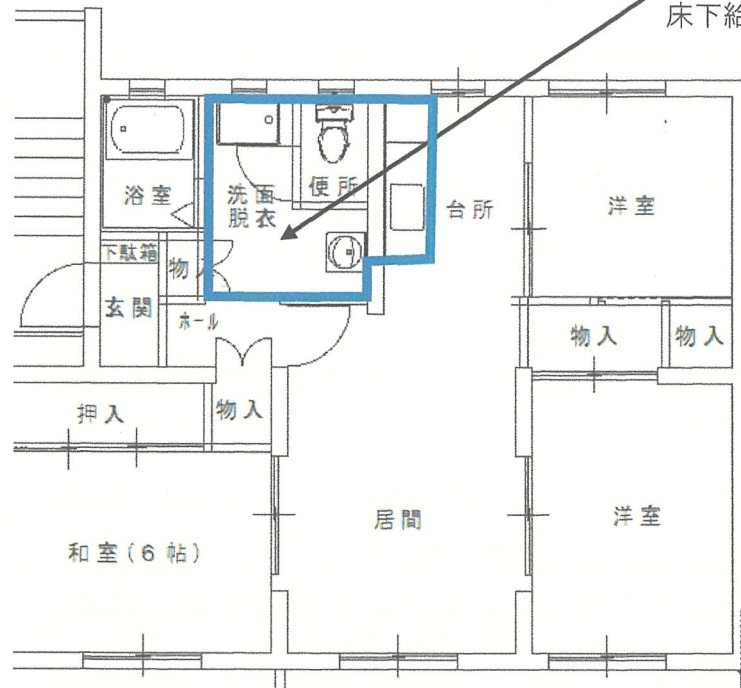 床下給
浴室
洗面
脱衣
便所
台所
洋室
下駄箱
物入
玄関
ホール
物入
物入
押入
物入
居間
洋室
和室(6帖)